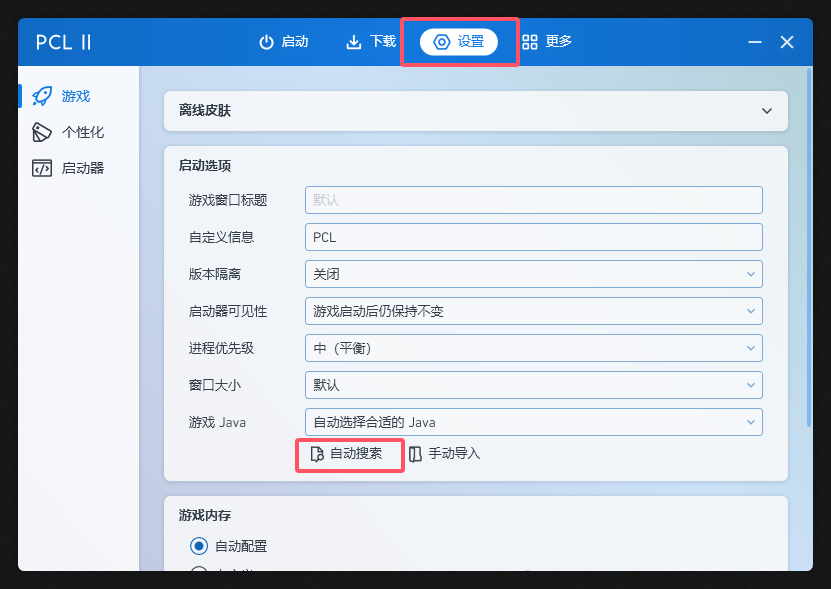 PCL II
启动 下载 设置 更多
游戏
个性化
启动器
离线皮肤
启动选项
游戏窗口标题 默认
自定义信息 PCL
版本隔离 关闭
启动器可见性 游戏启动后仍保持不变
进程优先级 中（平衡）
窗口大小 默认
游戏 Java 自动选择合适的 Java
自动搜索 手动导入
游戏内存
自动配置